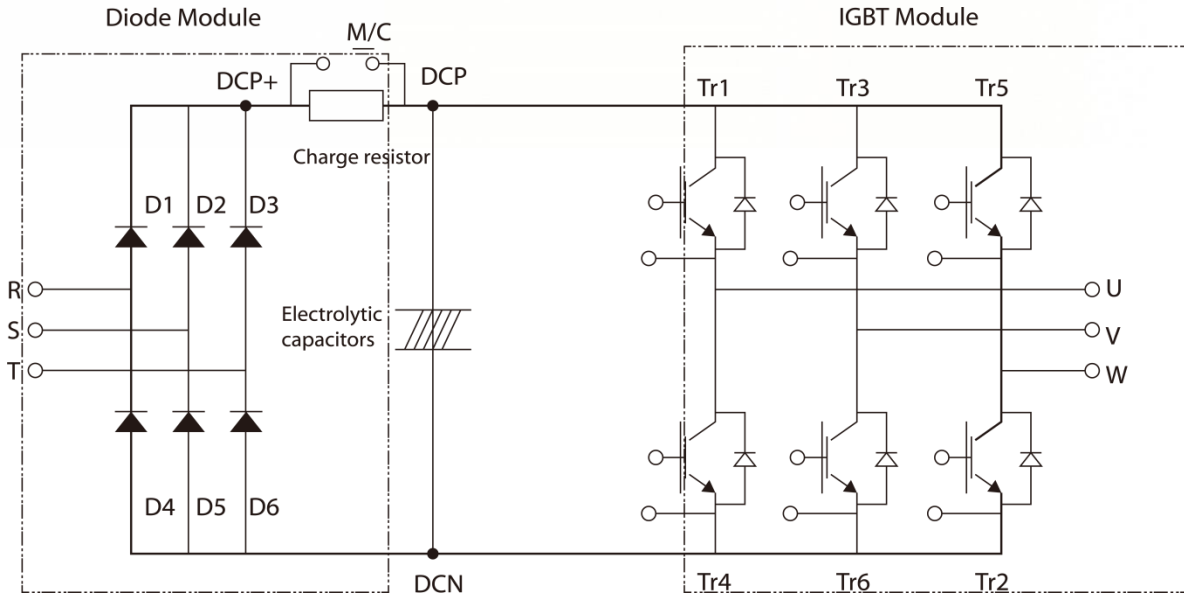 Diode Module
IGBT Module
M/C
DCP+
DCP
Tr1
Tr3
Tr5
Charge resistor
D1
D2
D3
R
S
T
Electrolytic
capacitors
U
V
W
D4
D5
D6
DCN
Tr4
Tr6
Tr2